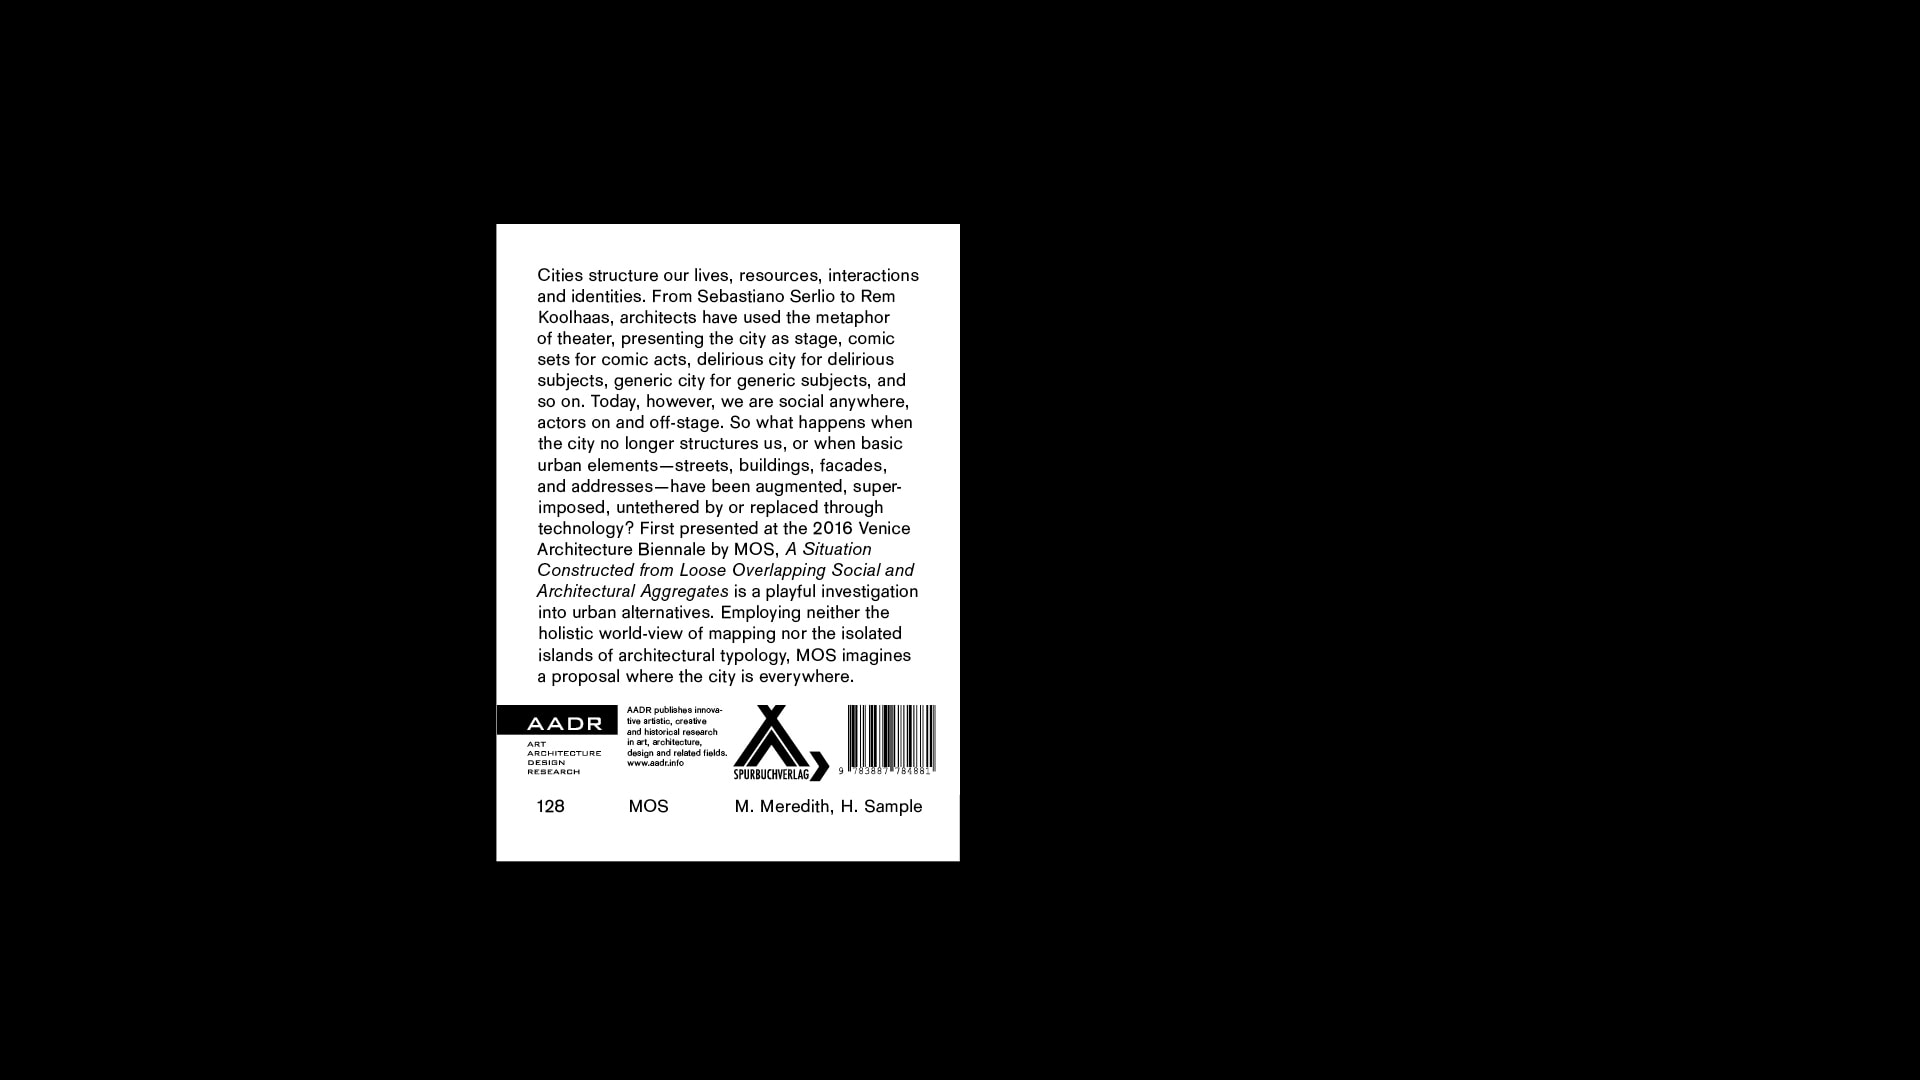 Cities structure our lives, resources, interactions
and identities. From Sebastiano Serlio to Rem
Koolhaas, architects have used the metaphor
of theater, presenting the city as stage, comic
sets for comic acts, delirious city for delirious
subjects, generic city for generic subjects, and
so on. Today, however, we are social anywhere,
actors on and off-stage. So what happens when
the city no longer structures us, or when basic
urban elements—streets, buildings, facades,
and addresses—have been augmented, super-
imposed, untethered by or replaced through
technology? First presented at the 2016 Venice
Architecture Biennale by MOS, A Situation
Constructed from Loose Overlapping Social and
Architectural Aggregates is a playful investigation
into urban alternatives. Employing neither the
holistic world-view of mapping nor the isolated
islands of architectural typology, MOS imagines
a proposal where the city is everywhere.
AADR
ART
ARCHITECTURE
DESIGN
RESEARCH
AADR publishes innova-
tive artistic, creative
and historical research
in art, architecture,
design and related fields.
www.aadr.info
SPURBUCHVERLAG
9 783887 784881
128 MOS M. Meredith, H. Sample